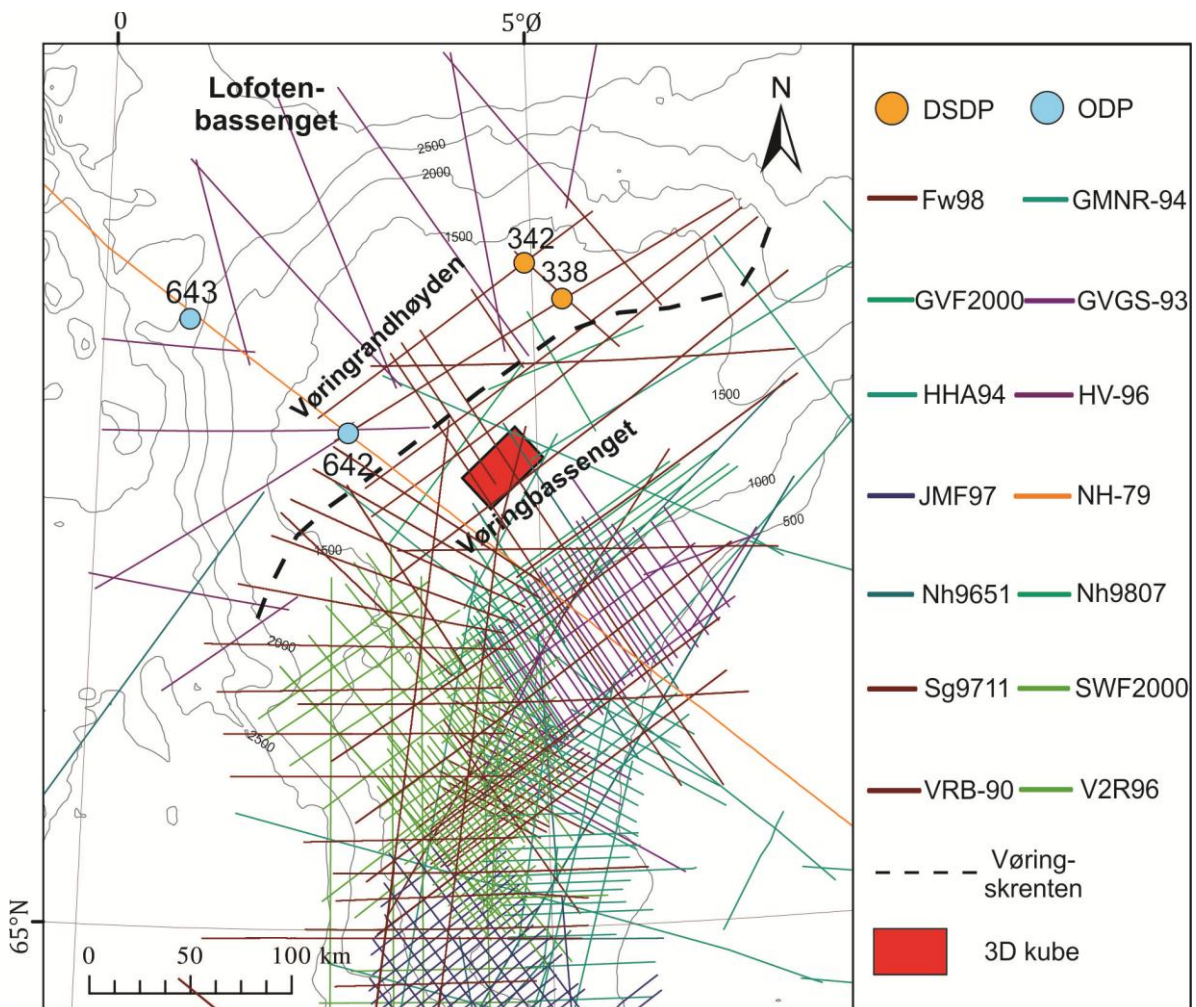 0
5°Ø
Lofoten-
bassenget
N
2500
2000
1500
342
338
643
Vøringrandhøyden
1500
642
Vøringbassenget
1000
500
1500
2000
2500
65°N
0
50
100 km
DSDP
ODP
Fw98
GMNR-94
GVF2000
GVGS-93
HHA94
HV-96
JMF97
NH-79
Nh9651
Nh9807
Sg9711
SWF2000
VRB-90
V2R96
Vøring-
skrenten
3D kube